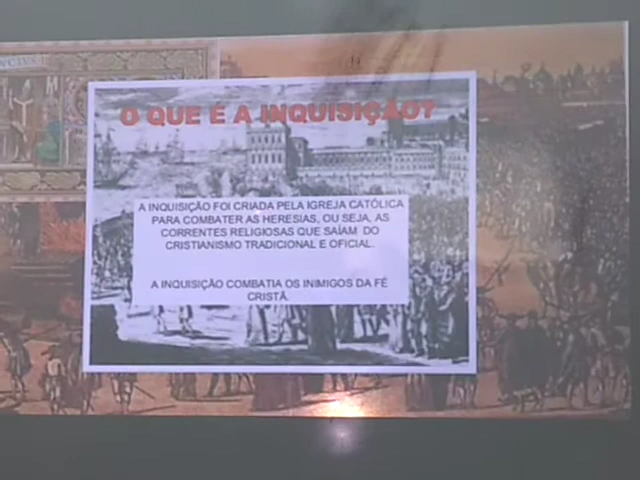 O QUE É A INQUISIÇÃO?
A INQUISIÇÃO FOI CRIADA PELA IGREJA CATÓLICA
PARA COMBATER AS HERESIAS, OU SEJA, AS
CORRENTES RELIGIOSAS QUE SAÍAM DO
CRISTIANISMO TRADICIONAL E OFICIAL.
A INQUISIÇÃO COMBATIA OS INIMIGOS DA FÉ
CRISTÃ.